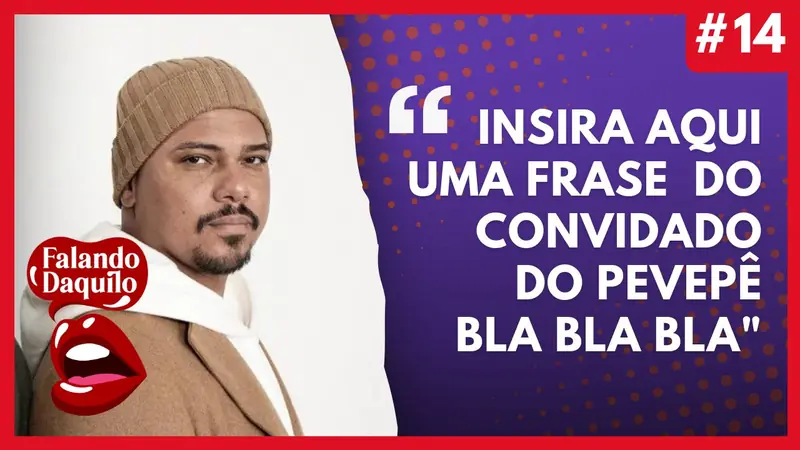 #14
“ INSIRA AQUI
UMA FRASE DO
CONVIDADO
DO PEVEPÊ
BLA BLA BLA"
Falando
Daquilo